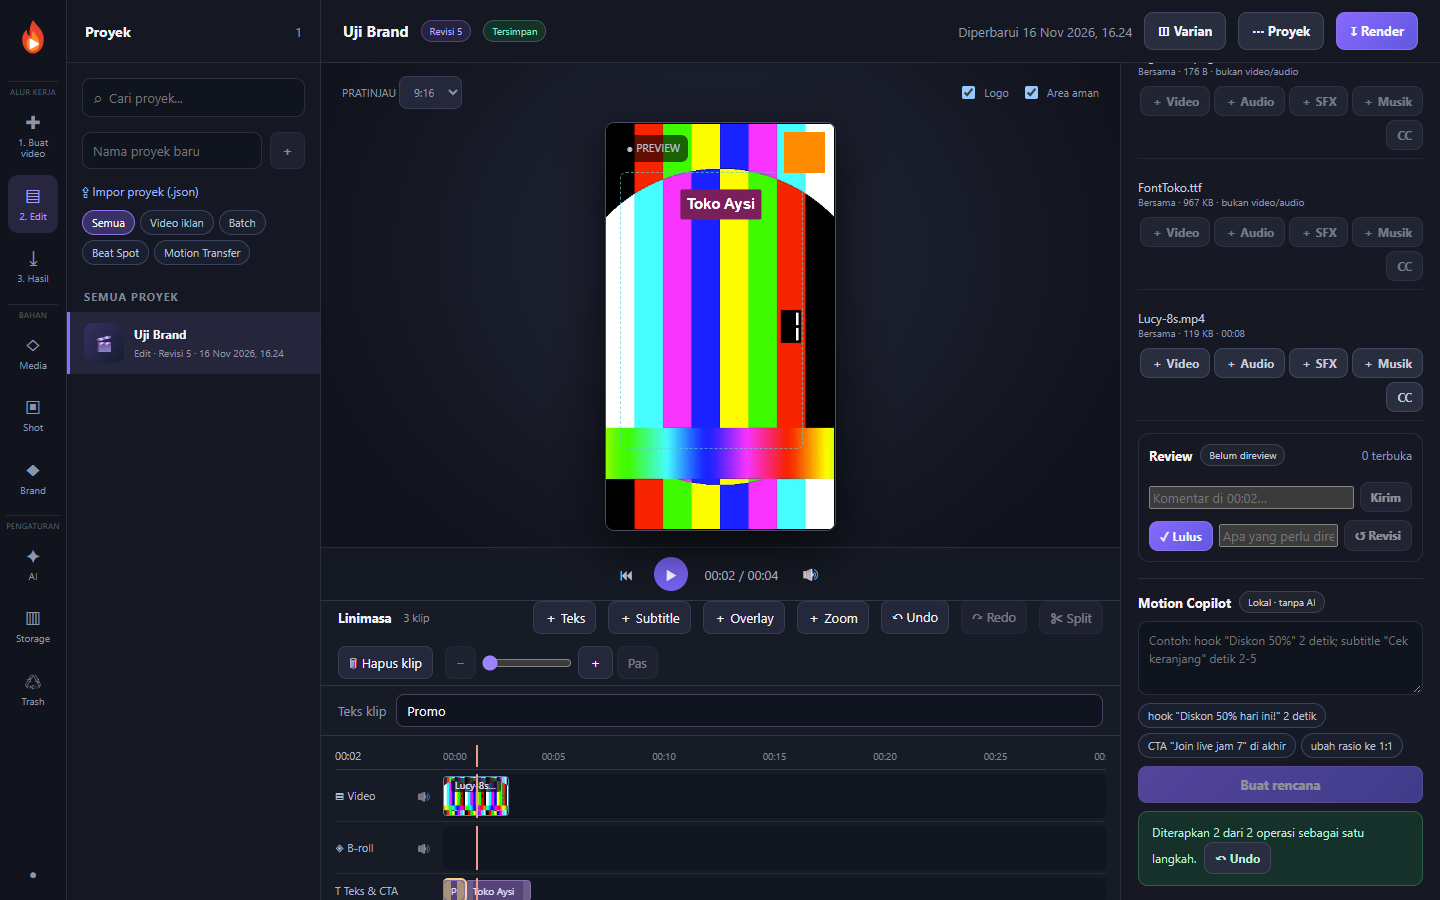 Proyek
1
Uji Brand
Revisi 5
Tersimpan
Diperbarui 16 Nov 2026, 16.24
Varian
Proyek
Render
ALUR KERJA
1. Buat
video
2. Edit
3. Hasil
BAHAN
Media
Shot
Brand
PENGATURAN
AI
Storage
Trash
Cari proyek...
Nama proyek baru
+
Impor proyek (.json)
Semua
Video iklan
Batch
Beat Spot
Motion Transfer
SEMUA PROYEK
Uji Brand
Edit · Revisi 5 · 16 Nov 2026, 16.24
PRATINJAU
9:16
Logo
Area aman
PREVIEW
Toko Aysi
00:02 / 00:04
Linimasa
3 klip
+ Teks
+ Subtitle
+ Overlay
+ Zoom
Undo
Redo
Split
Hapus klip
−
+
Pas
Teks klip
Promo
00:02
00:00
00:05
00:10
00:15
00:20
00:25
00:
Video
Lucy-8s...
B-roll
T Teks & CTA
P
Toko Aysi
Bersama · 176 B · bukan video/audio
+ Video
+ Audio
+ SFX
+ Musik
CC
FontToko.ttf
Bersama · 967 KB · bukan video/audio
+ Video
+ Audio
+ SFX
+ Musik
CC
Lucy-8s.mp4
Bersama · 119 KB · 00:08
+ Video
+ Audio
+ SFX
+ Musik
CC
Review
Belum direview
0 terbuka
Komentar di 00:02...
Kirim
✓ Lulus
Apa yang perlu dire
Revisi
Motion Copilot
Lokal · tanpa AI
Contoh: hook "Diskon 50%" 2 detik; subtitle "Cek
keranjang" detik 2-5
hook "Diskon 50% hari ini!" 2 detik
CTA "Join live jam 7" di akhir
ubah rasio ke 1:1
Buat rencana
Diterapkan 2 dari 2 operasi sebagai satu
langkah.
Undo